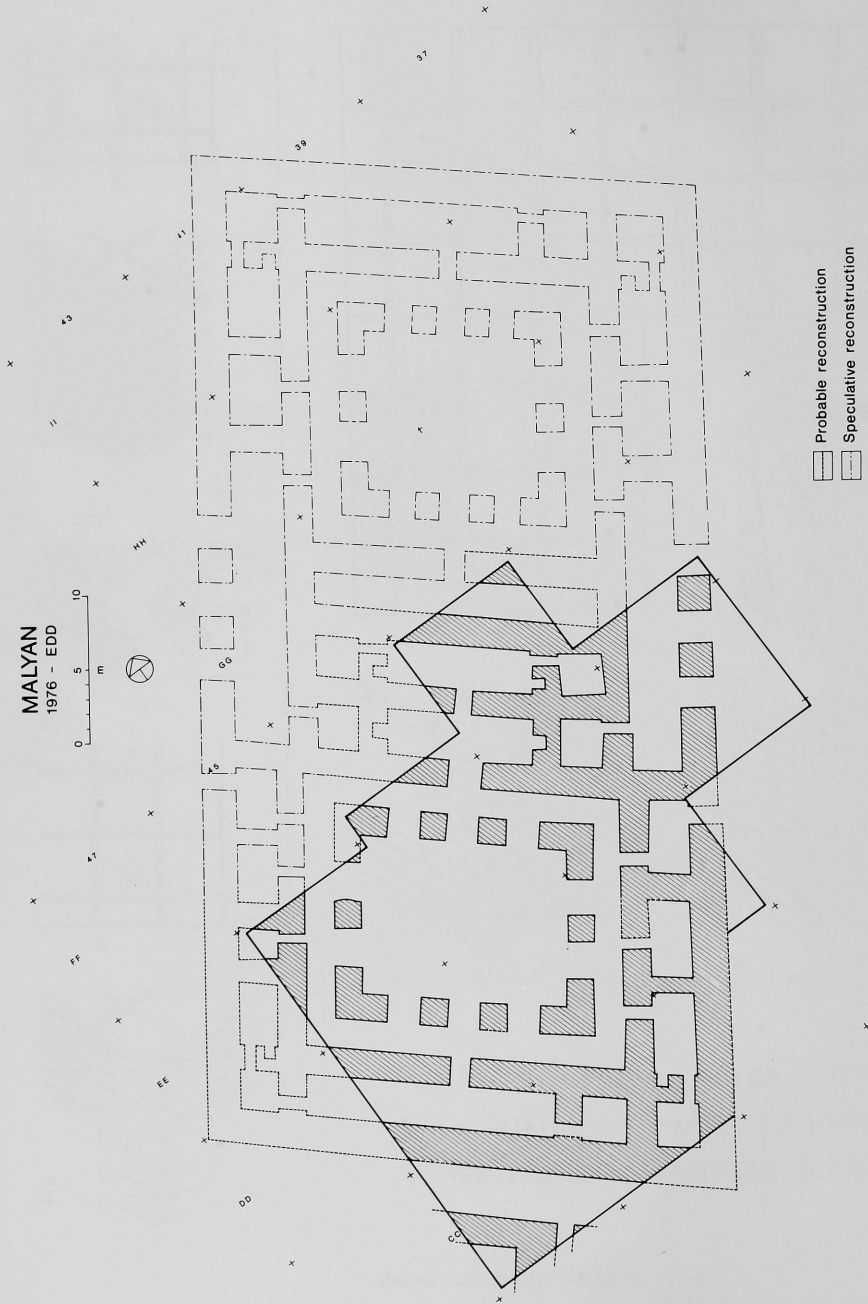 MALYAN
1976 – EDD
0 5 10
m
37
39
41
43
II
HH
GG
45
47
FF
EE
DD
CC
Probable reconstruction
Speculative reconstruction